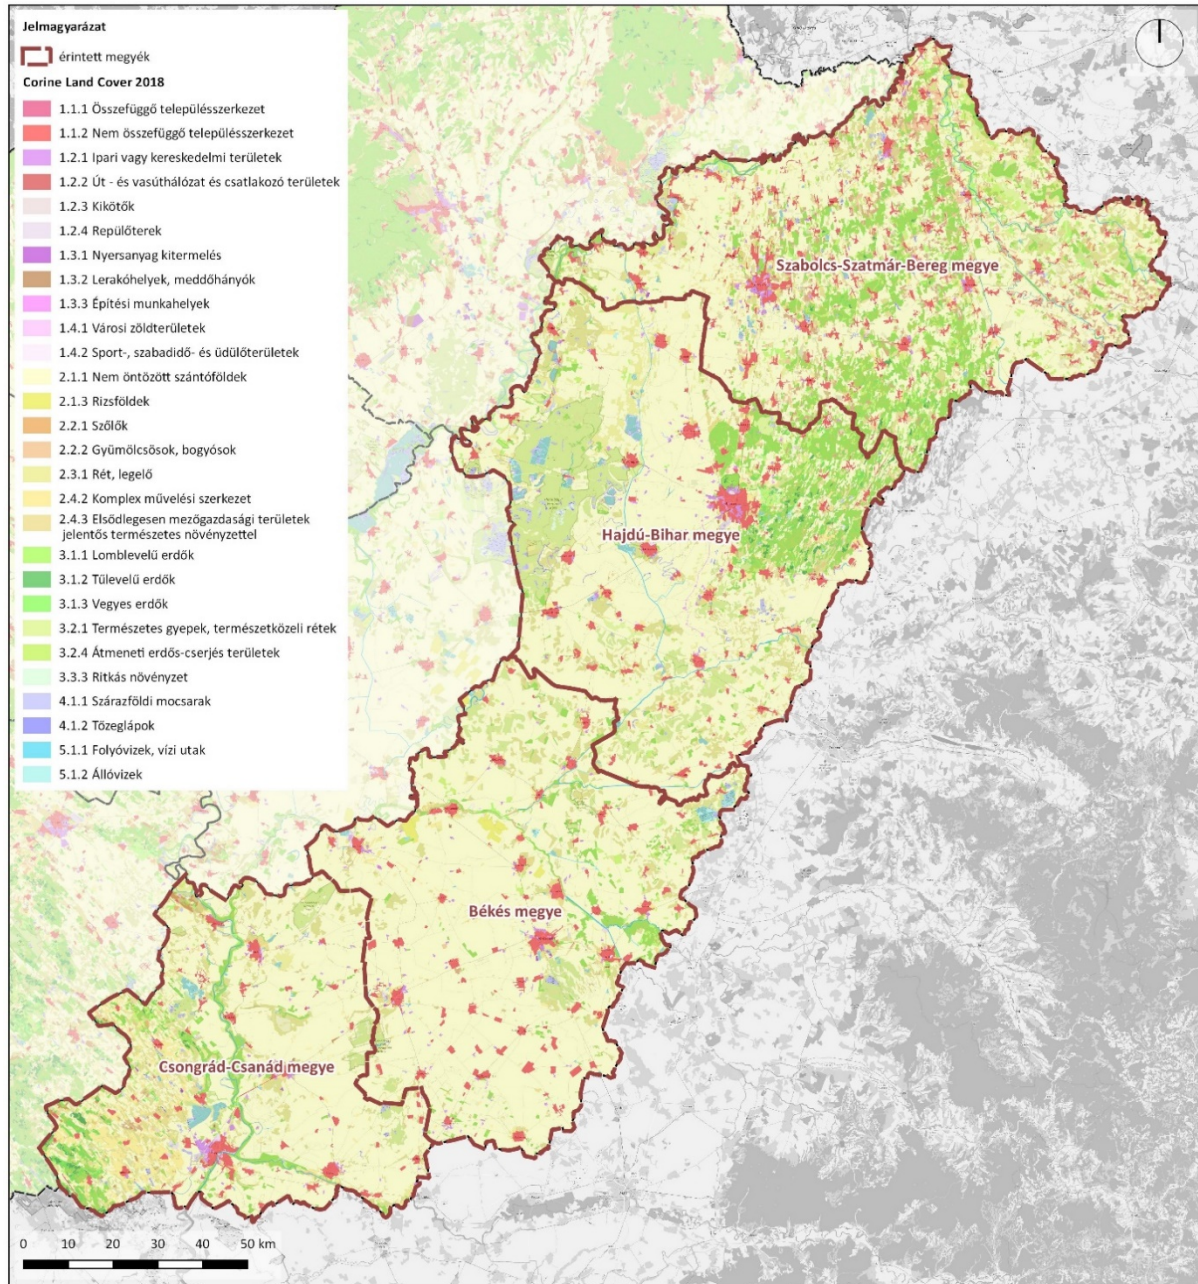 Jelmagyarázat
érintett megyék
Corine Land Cover 2018
1.1.1 Összefüggő településszerkezet
1.1.2 Nem összefüggő településszerkezet
1.2.1 Ipari vagy kereskedelmi területek
1.2.2 Út - és vasúthálózat és csatlakozó területek
1.2.3 Kikötők
1.2.4 Repülőterek
1.3.1 Nyersanyag kitermelés
1.3.2 Lerakóhelyek, meddőhányók
1.3.3 Építési munkahelyek
1.4.1 Városi zöldterületek
1.4.2 Sport-, szabadidő- és üdülőterületek
2.1.1 Nem öntözött szántóföldek
2.1.3 Rizsföldek
2.2.1 Szőlők
2.2.2 Gyümölcsösok, bogyósok
2.3.1 Rét, legelő
2.4.2 Komplex művelési szerkezet
2.4.3 Elsődlegesen mezőgazdasági területek
jelentős természetes növényzettel
3.1.1 Lomblevelű erdők
3.1.2 Tűlevelű erdők
3.1.3 Vegyes erdők
3.2.1 Természetes gyepek, természetközeli rétek
3.2.4 Átmeneti erdős-cserjés területek
3.3.3 Ritkás növényzet
4.1.1 Szárazföldi mocsarak
4.1.2 Tőzeglápok
5.1.1 Folyóvizek, vízi utak
5.1.2 Állóvizek
Szabolcs-Szatmár-Bereg megye
Hajdú-Bihar megye
Békés megye
Csongrád-Csanád megye
0 10 20 30 40 50 km